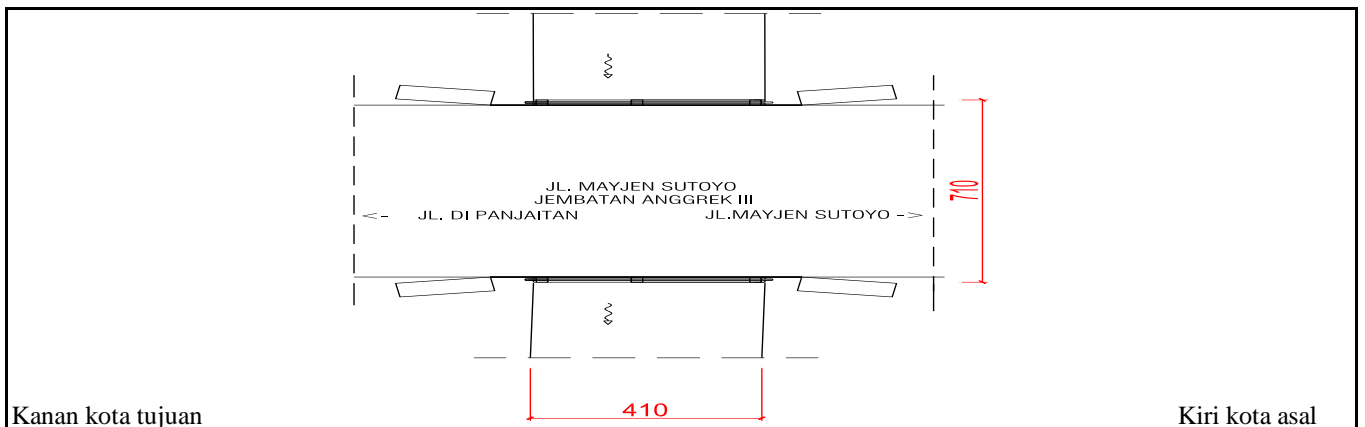 JL. MAYJEN SUTOYO
JEMBATAN ANGGREK III
<- JL. DI PANJAITAN JL.MAYJEN SUTOYO ->
710
410
Kanan kota tujuan Kiri kota asal